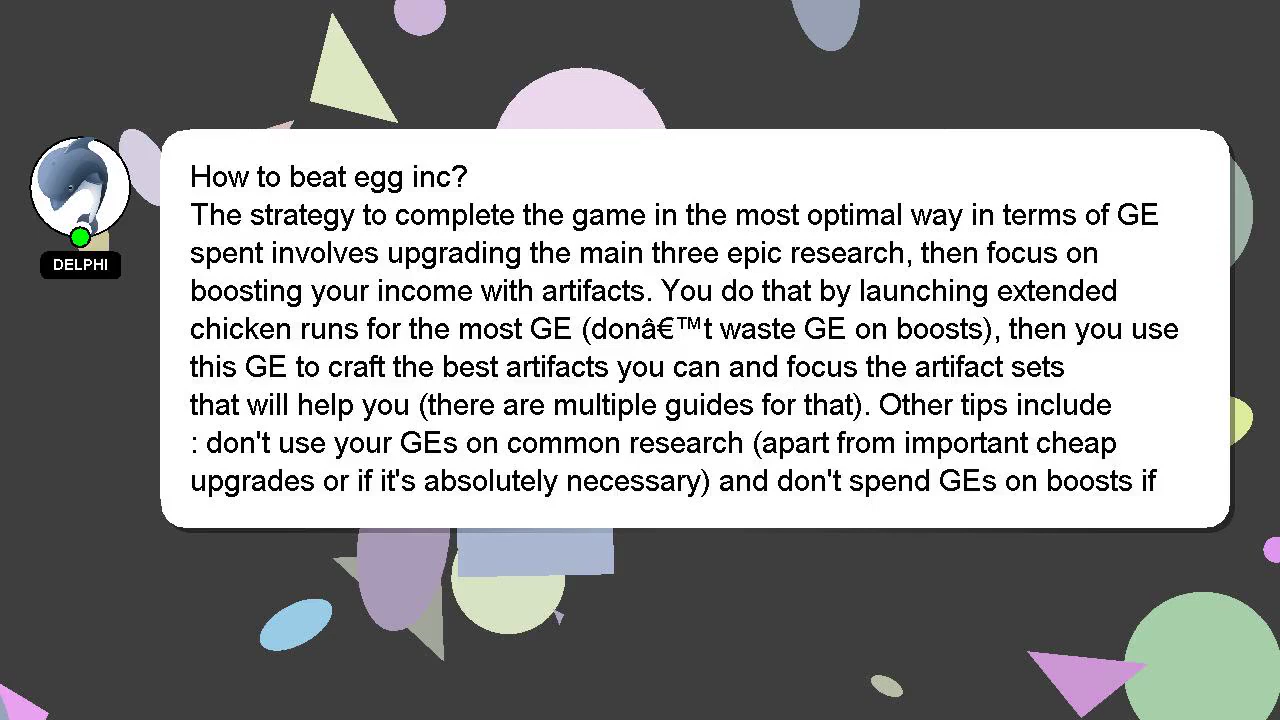 How to beat egg inc?
The strategy to complete the game in the most optimal way in terms of GE
spent involves upgrading the main three epic research, then focus on
boosting your income with artifacts. You do that by launching extended
chicken runs for the most GE (donâ€™t waste GE on boosts), then you use
this GE to craft the best artifacts you can and focus the artifact sets
that will help you (there are multiple guides for that). Other tips include
: don't use your GEs on common research (apart from important cheap
upgrades or if it's absolutely necessary) and don't spend GEs on boosts if
DELPHI